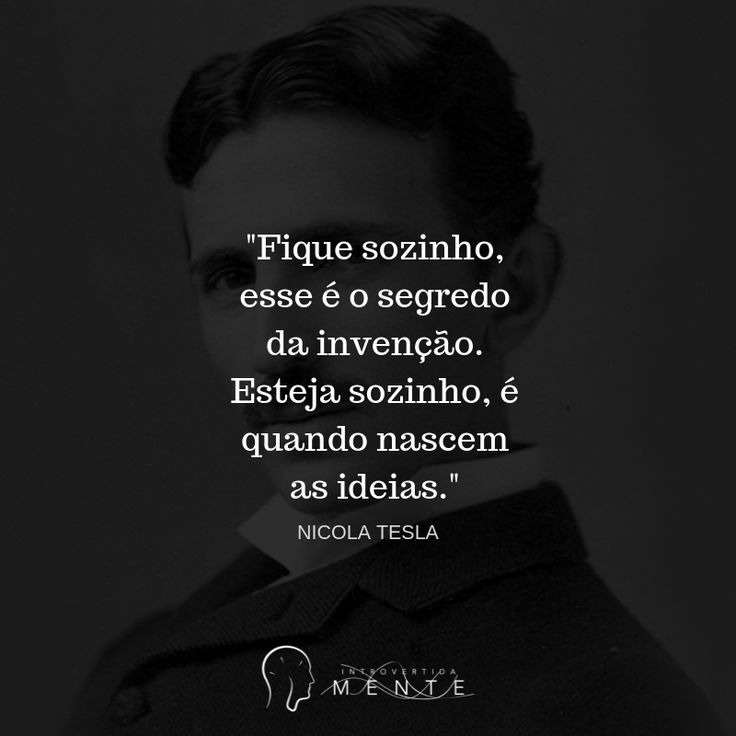 "Fique sozinho,
esse é o segredo
da invenção.
Esteja sozinho, é
quando nascem
as ideias."
NICOLA TESLA
INTROVERTIDA
MENTE